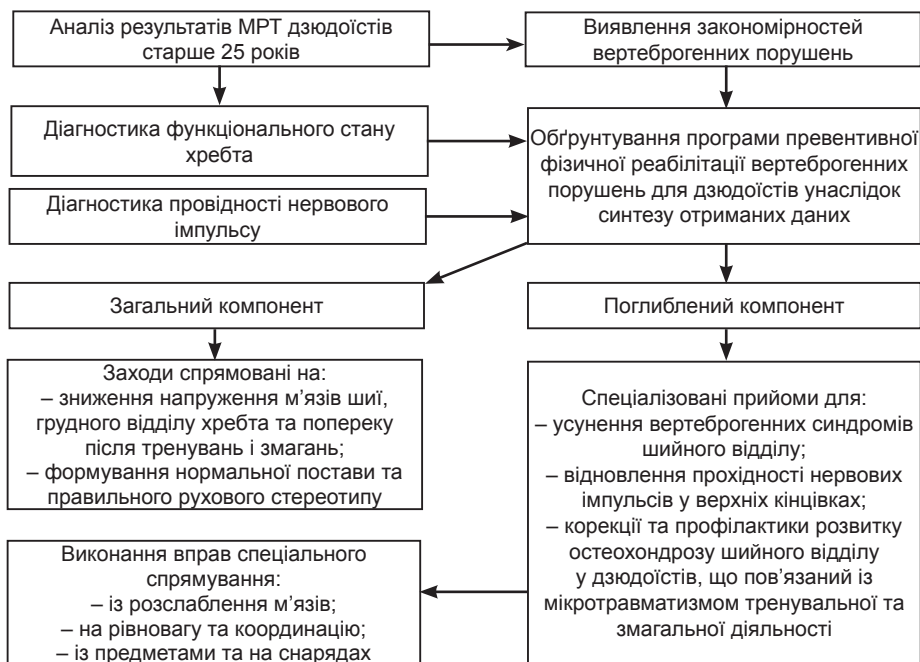 Аналіз результатів МРТ дзюдоїстів
старше 25 років
Виявлення закономірностей
вертеброгенних порушень
Діагностика функціонального стану
хребта
Обґрунтування програми превентивної
фізичної реабілітації вертеброгенних
порушень для дзюдоїстів унаслідок
синтезу отриманих даних
Діагностика провідності нервового
імпульсу
Загальний компонент
Поглиблений компонент
Заходи спрямовані на:
– зниження напруження м’язів шиї,
грудного відділу хребта та попереку
після тренувань і змагань;
– формування нормальної постави та
правильного рухового стереотипу
Спеціалізовані прийоми для:
– усунення вертеброгенних синдромів
шийного відділу;
– відновлення прохідності нервових
імпульсів у верхніх кінцівках;
– корекції та профілактики розвитку
остеохондрозу шийного відділу
у дзюдоїстів, що пов’язаний із
мікротравматизмом тренувальної та
змагальної діяльності
Виконання вправ спеціального
спрямування:
– із розслаблення м’язів;
– на рівновагу та координацію;
– із предметами та на снарядах